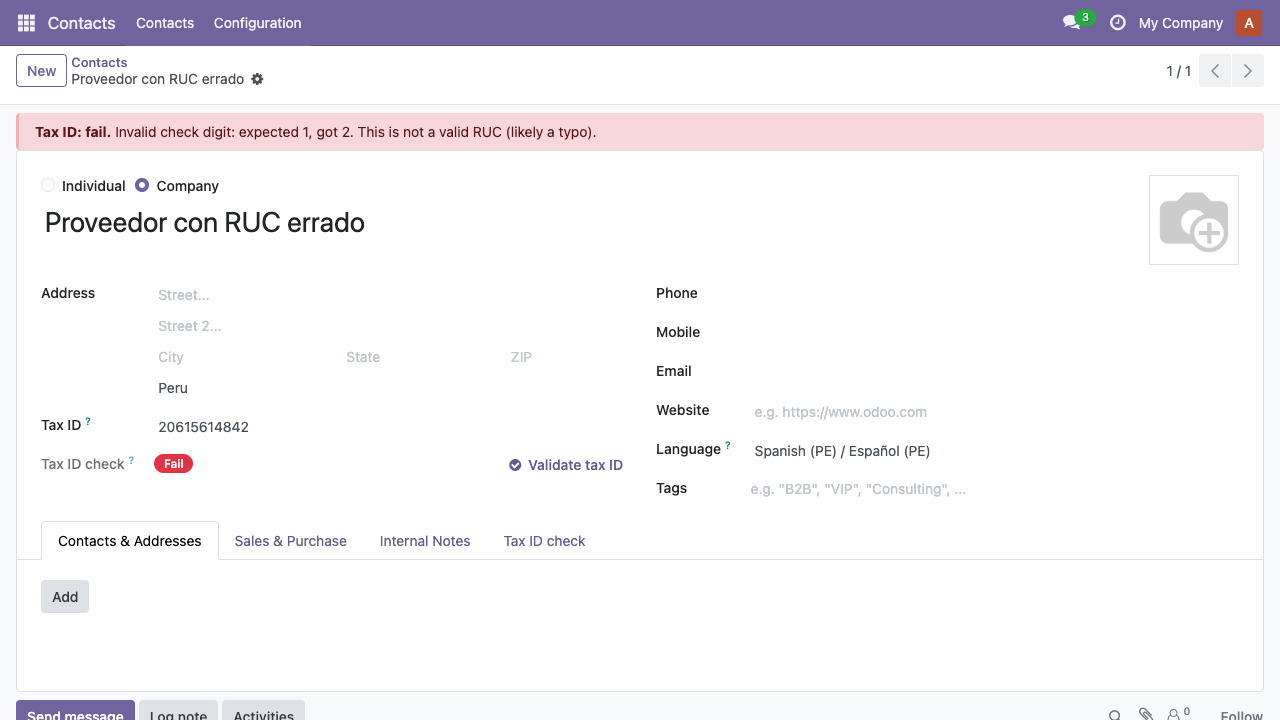 Contacts Contacts Configuration 3 My Company A
New Contacts
Proveedor con RUC errado 1 / 1
Tax ID: fail. Invalid check digit: expected 1, got 2. This is not a valid RUC (likely a typo).
Individual Company
Proveedor con RUC errado
Address Street... Phone
Street 2... Mobile
City State ZIP Email
Peru
Website e.g. https://www.odoo.com
Tax ID ? 20615614842
Language ? Spanish (PE) / Español (PE)
Tax ID check ? Fail Validate tax ID
Tags e.g. "B2B", "VIP", "Consulting", ...
Contacts & Addresses Sales & Purchase Internal Notes Tax ID check
Add
Send message Log note Activities 0 Follow